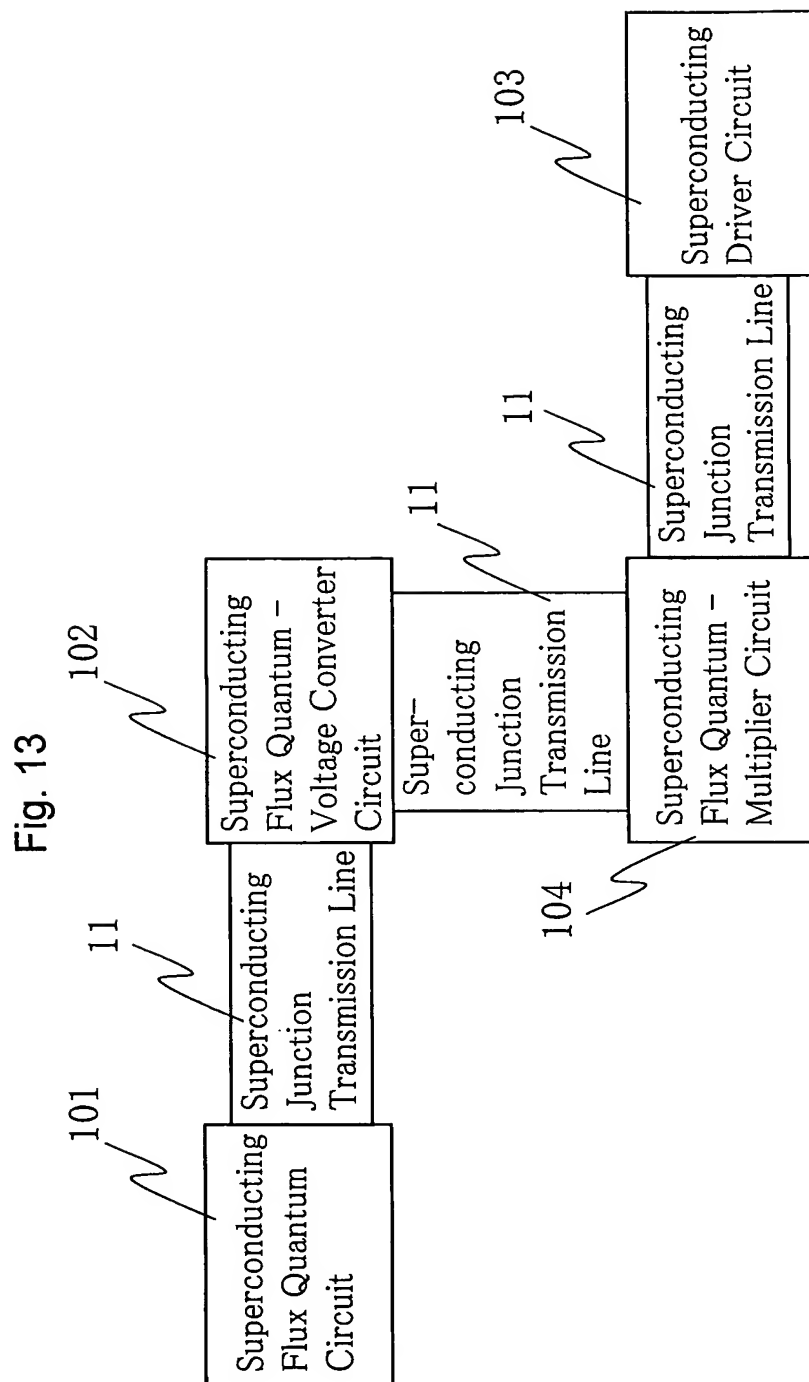 Fig. 13
101
Superconducting
Flux Quantum
Circuit
11
Superconducting
Junction
Transmission Line
102
Superconducting
Flux Quantum –
Voltage Converter
Circuit
11
Super–
conducting
Junction
Transmission
Line
104
Superconducting
Flux Quantum –
Multiplier Circuit
11
Superconducting
Junction
Transmission Line
103
Superconducting
Driver Circuit